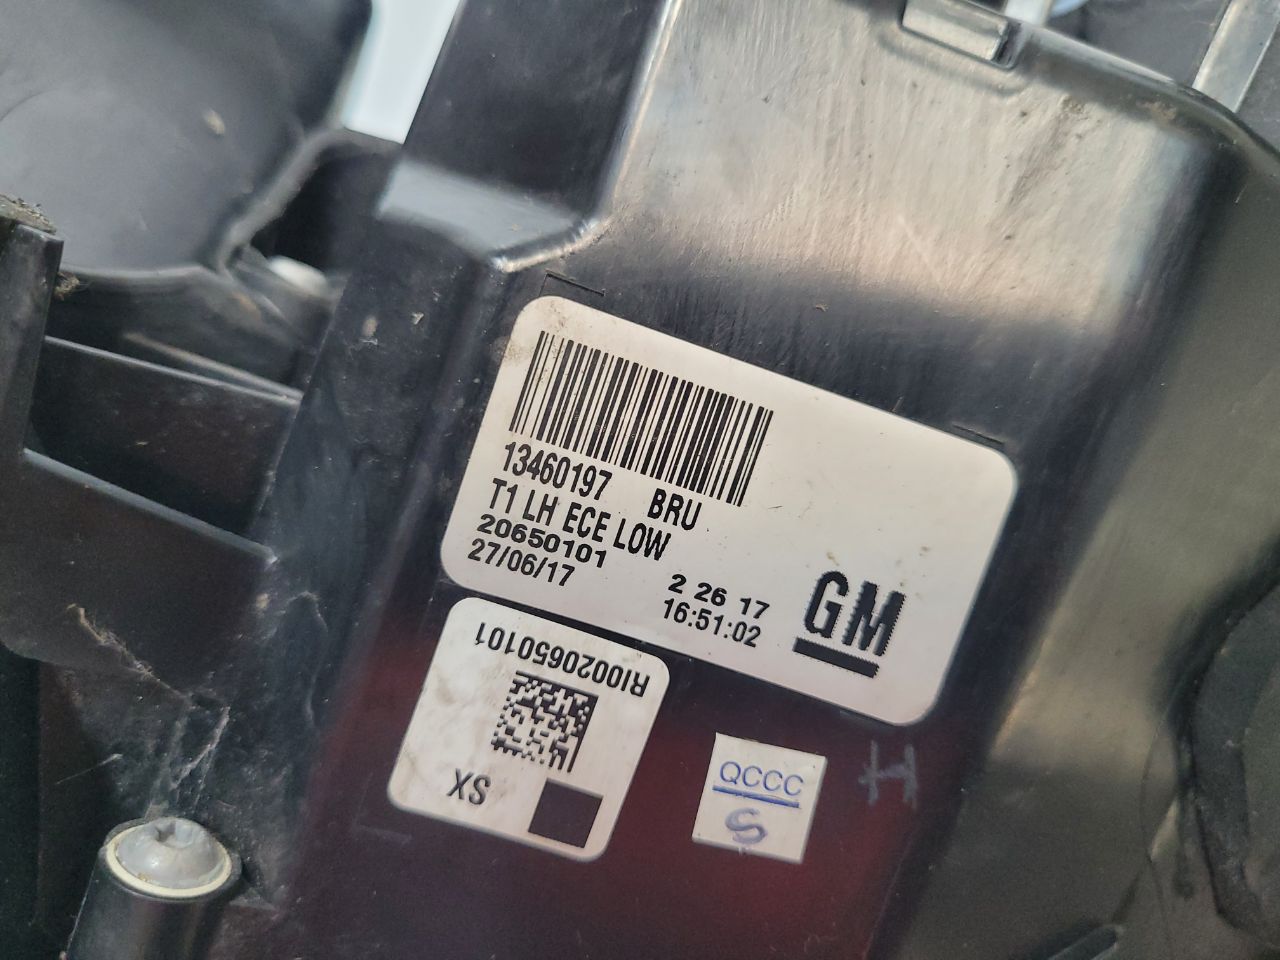 13460197 BRU
T1 LH ECE LOW
20650101
27/06/17
2 26 17
16:51:02
GM
RI0020650101
SX
QCCC
S
H